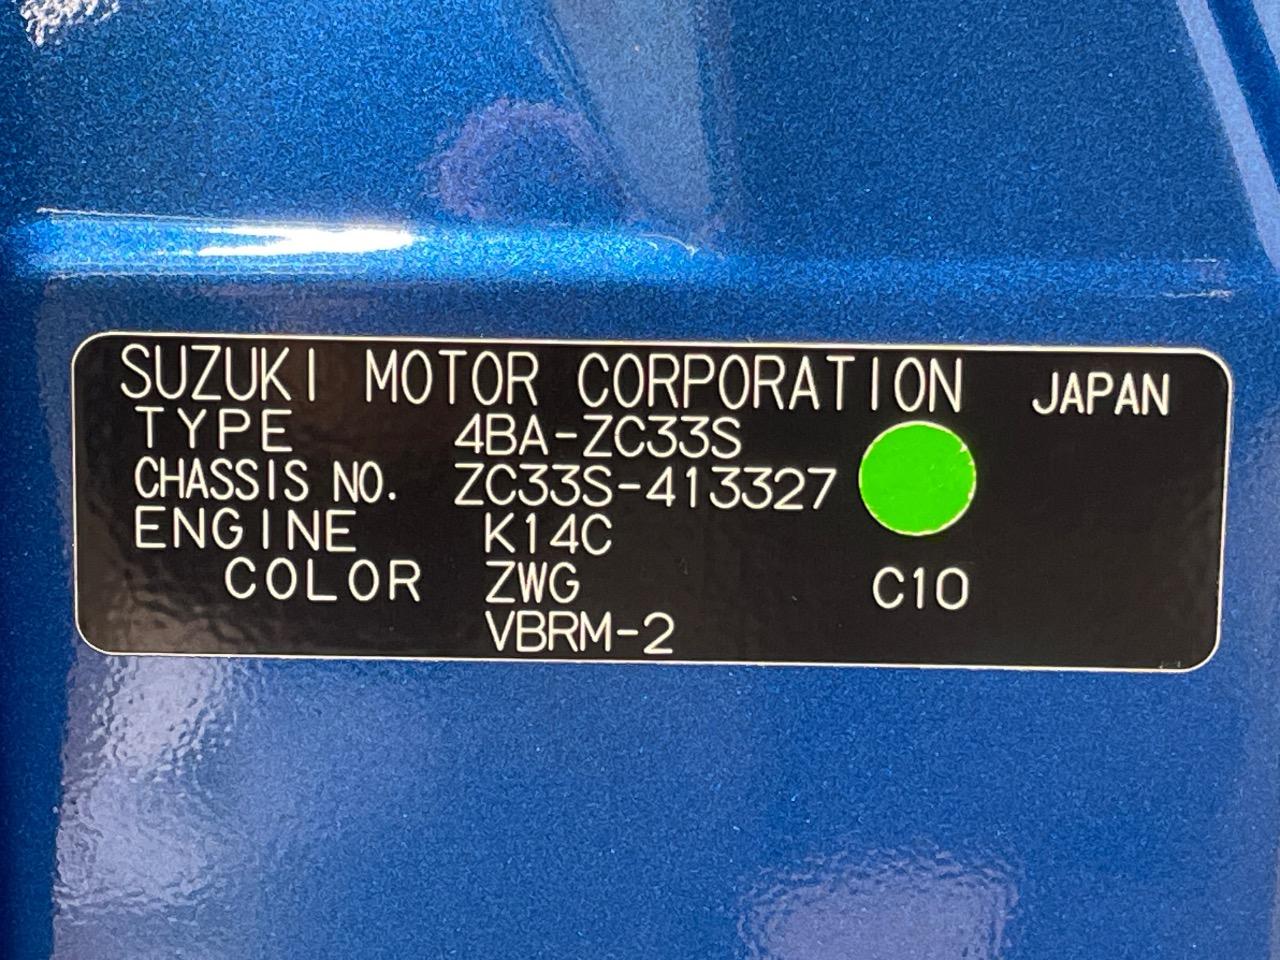 SUZUKI MOTOR CORPORATION JAPAN
TYPE 4BA-ZC33S
CHASSIS NO. ZC33S-413327
ENGINE K14C
COLOR ZWG C10
VBRM-2